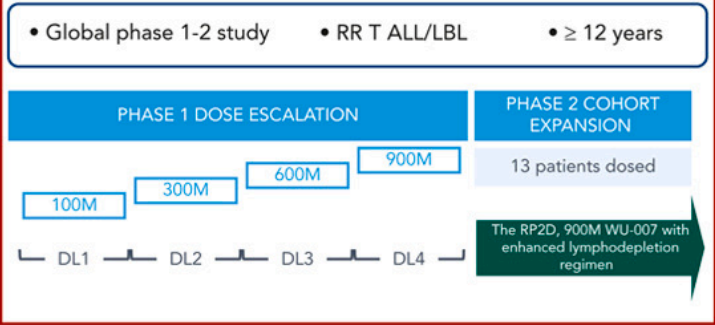 • Global phase 1-2 study • RR T ALL/LBL • ≥ 12 years
PHASE 1 DOSE ESCALATION
100M
300M
600M
900M
DL1 DL2 DL3 DL4
PHASE 2 COHORT
EXPANSION
13 patients dosed
The RP2D, 900M WU-007 with
enhanced lymphodepletion
regimen